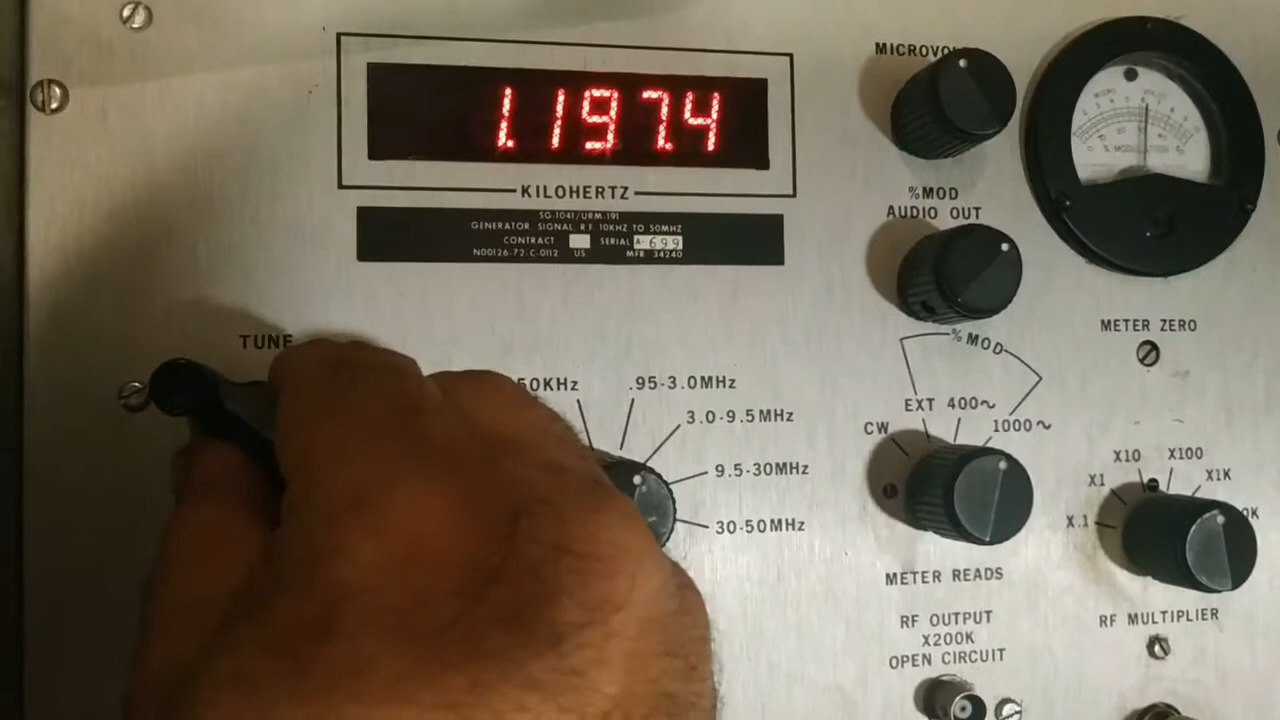 1.197.4
KILOHERTZ
SG-1041/URM-191
GENERATOR SIGNAL RF 10KHZ TO 50MHZ
CONTRACT SERIAL A-699
N00126-72-C-0112 US MFR 34240
TUNE
50KHz
.95-3.0MHz
3.0-9.5MHz
9.5-30MHz
30-50MHz
%MOD
AUDIO OUT
% MOD
CW
EXT 400~
1000~
METER READS
RF OUTPUT
X200K
OPEN CIRCUIT
METER ZERO
X.1
X1
X10
X100
X1K
RF MULTIPLIER